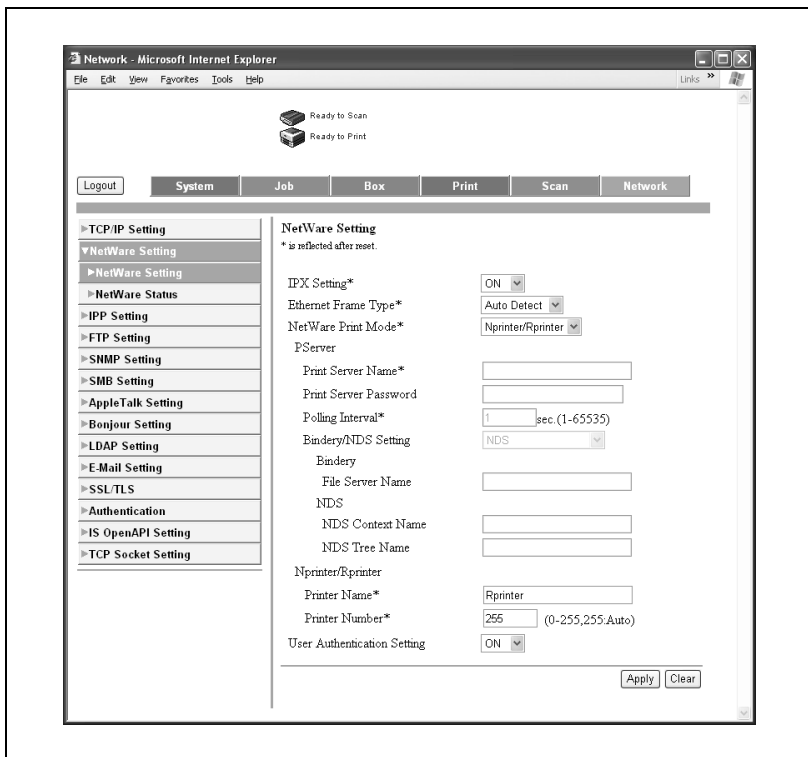 Network - Microsoft Internet Explorer
File Edit View Favorites Tools Help Links »
Ready to Scan
Ready to Print
Logout System Job Box Print Scan Network
TCP/IP Setting
NetWare Setting
NetWare Setting
NetWare Status
IPP Setting
FTP Setting
SNMP Setting
SMB Setting
AppleTalk Setting
Bonjour Setting
LDAP Setting
E-Mail Setting
SSL/TLS
Authentication
IS OpenAPI Setting
TCP Socket Setting
NetWare Setting
* is reflected after reset.
IPX Setting* ON
Ethernet Frame Type* Auto Detect
NetWare Print Mode* Nprinter/Rprinter
PServer
Print Server Name*
Print Server Password
Polling Interval* 1 sec.(1-65535)
Bindery/NDS Setting NDS
Bindery
File Server Name
NDS
NDS Context Name
NDS Tree Name
Nprinter/Rprinter
Printer Name* Rprinter
Printer Number* 255 (0-255,255:Auto)
User Authentication Setting ON
Apply Clear